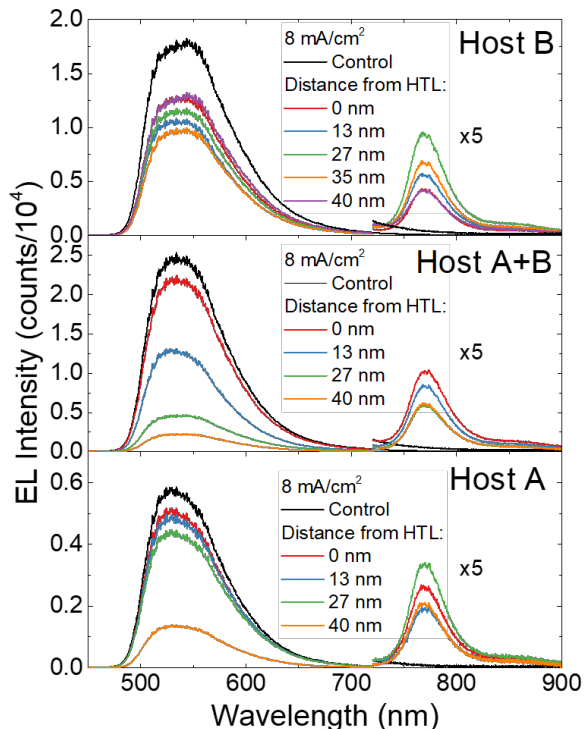 EL Intensity (counts/10⁴)
2.0
1.5
1.0
0.5
0.0
8 mA/cm²
Control
Distance from HTL:
0 nm
13 nm
27 nm
35 nm
40 nm
Host B
x5
2.5
2.0
1.5
1.0
0.5
0.0
8 mA/cm²
Control
Distance from HTL:
0 nm
13 nm
27 nm
40 nm
Host A+B
x5
0.6
0.4
0.2
0.0
8 mA/cm²
Control
Distance from HTL:
0 nm
13 nm
27 nm
40 nm
Host A
x5
500 600 700 800 900
Wavelength (nm)